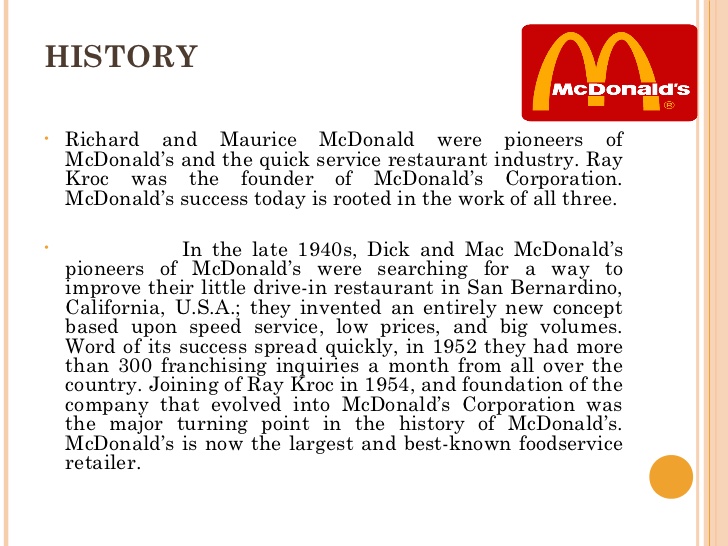 HISTORY
McDonald's
®
• Richard and Maurice McDonald were pioneers of
McDonald's and the quick service restaurant industry. Ray
Kroc was the founder of McDonald's Corporation.
McDonald's success today is rooted in the work of all three.
• In the late 1940s, Dick and Mac McDonald's
pioneers of McDonald's were searching for a way to
improve their little drive-in restaurant in San Bernardino,
California, U.S.A.; they invented an entirely new concept
based upon speed service, low prices, and big volumes.
Word of its success spread quickly, in 1952 they had more
than 300 franchising inquiries a month from all over the
country. Joining of Ray Kroc in 1954, and foundation of the
company that evolved into McDonald's Corporation was
the major turning point in the history of McDonald's.
McDonald's is now the largest and best-known foodservice
retailer.